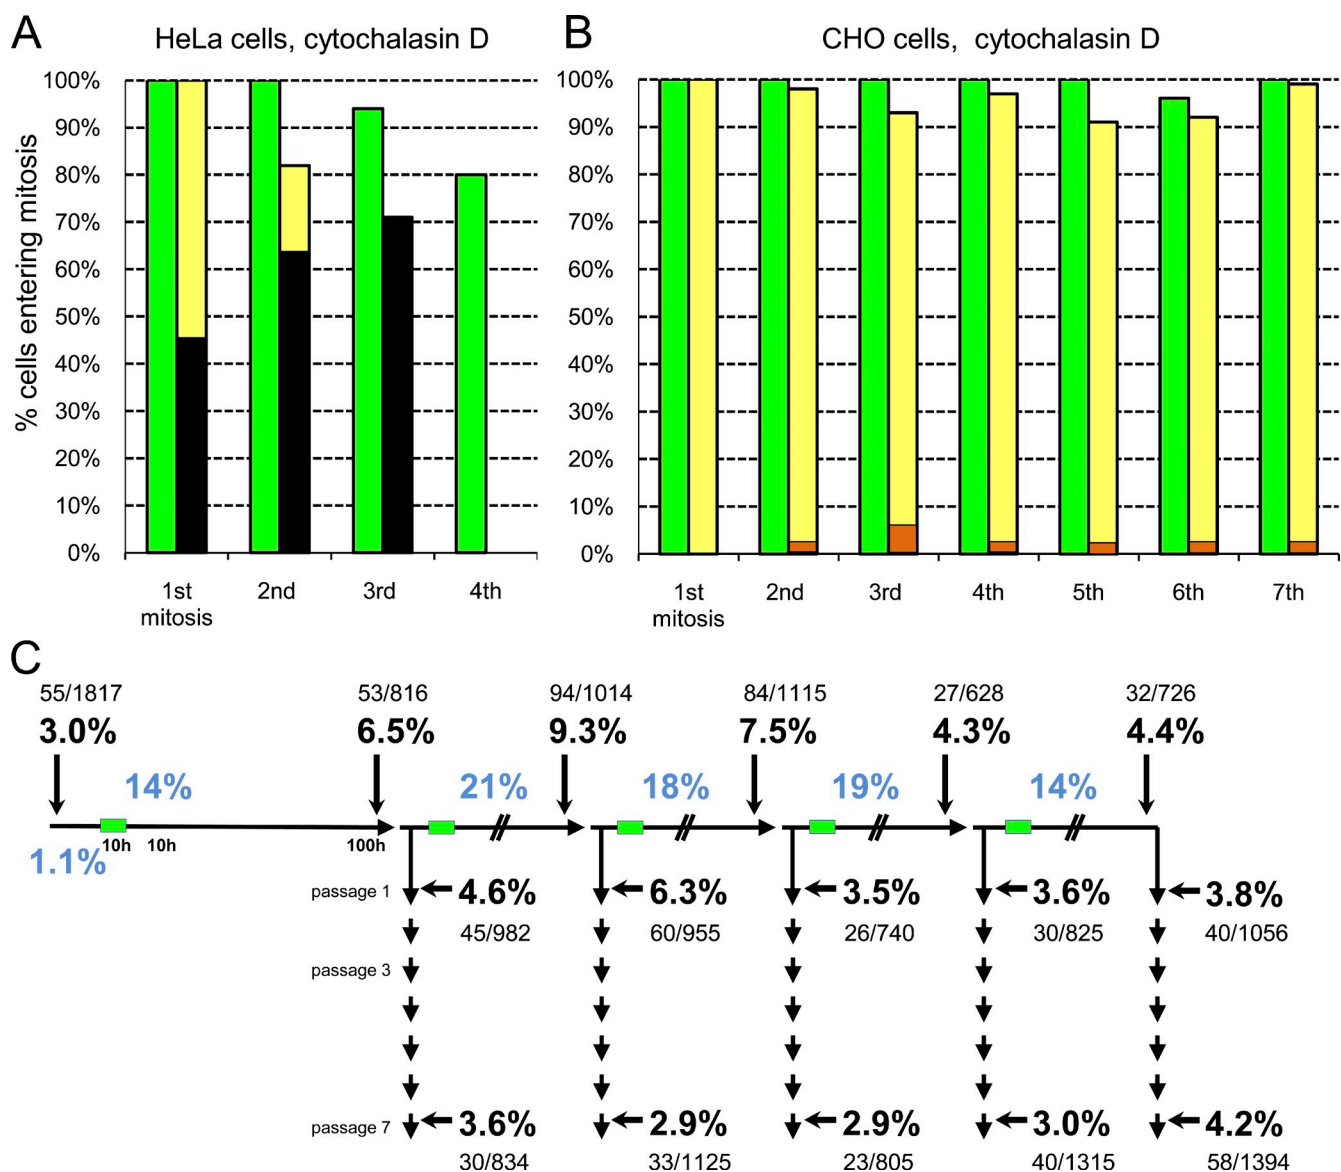 A HeLa cells, cytochalasin D
B CHO cells, cytochalasin D
% cells entering mitosis
100%
90%
80%
70%
60%
50%
40%
30%
20%
10%
0%
1st mitosis 2nd 3rd 4th
100%
90%
80%
70%
60%
50%
40%
30%
20%
10%
0%
1st mitosis 2nd 3rd 4th 5th 6th 7th
C
55/1817 53/816 94/1014 84/1115 27/628 32/726
3.0% 6.5% 9.3% 7.5% 4.3% 4.4%
14% 21% 18% 19% 14%
10h 10h 100h
1.1%
passage 1 4.6% 6.3% 3.5% 3.6% 3.8%
45/982 60/955 26/740 30/825 40/1056
passage 3
passage 7 3.6% 2.9% 2.9% 3.0% 4.2%
30/834 33/1125 23/805 40/1315 58/1394